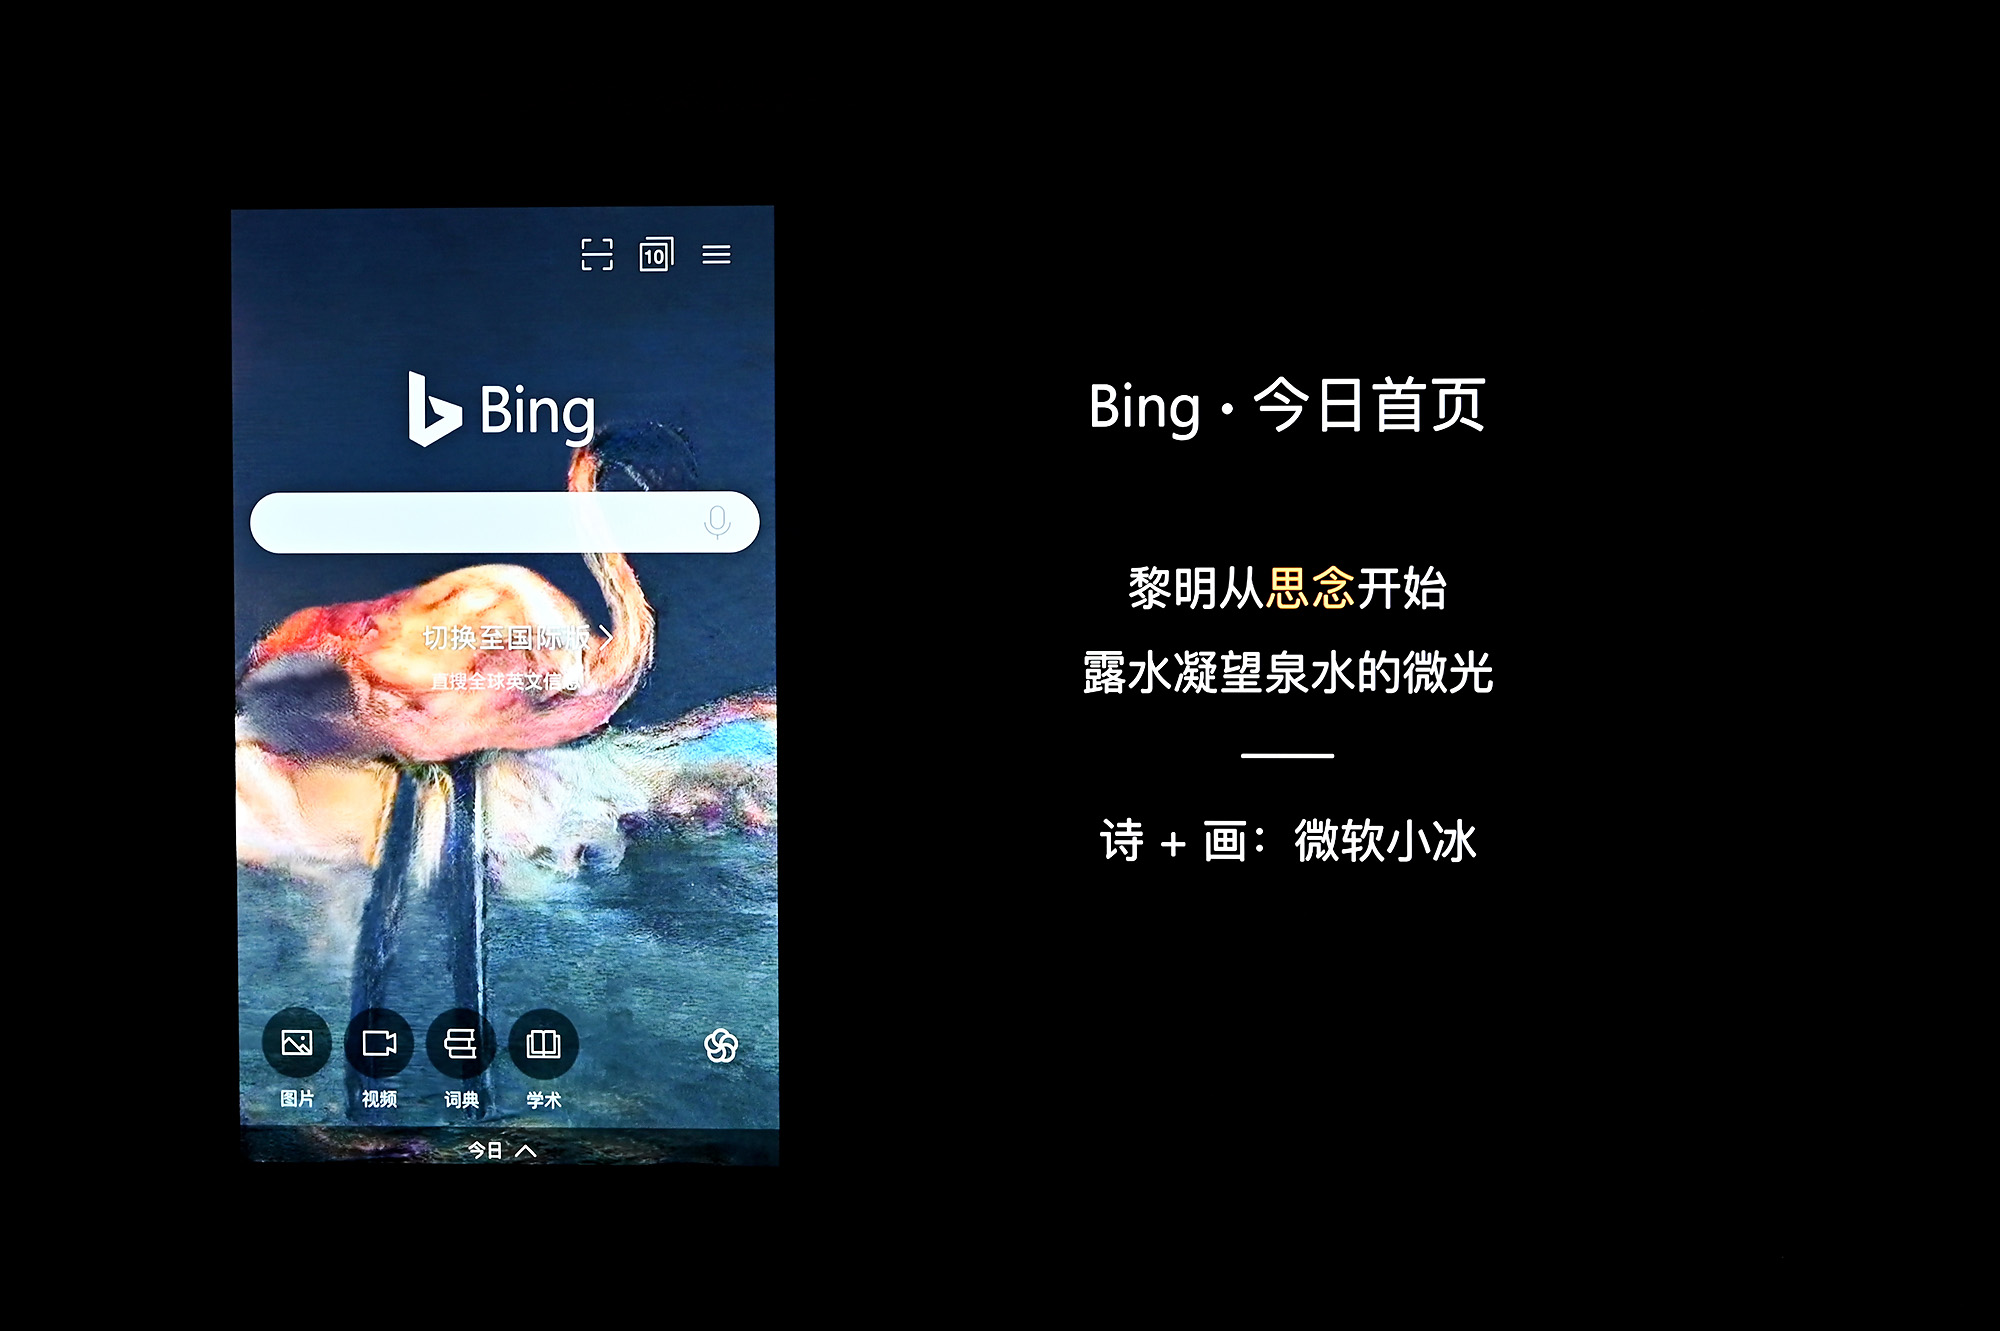 10
Bing
切换至国际版
直搜全球英文信息
图片 视频 词典 学术
今日
Bing · 今日首页
黎明从思念开始
露水凝望泉水的微光
诗 + 画：微软小冰